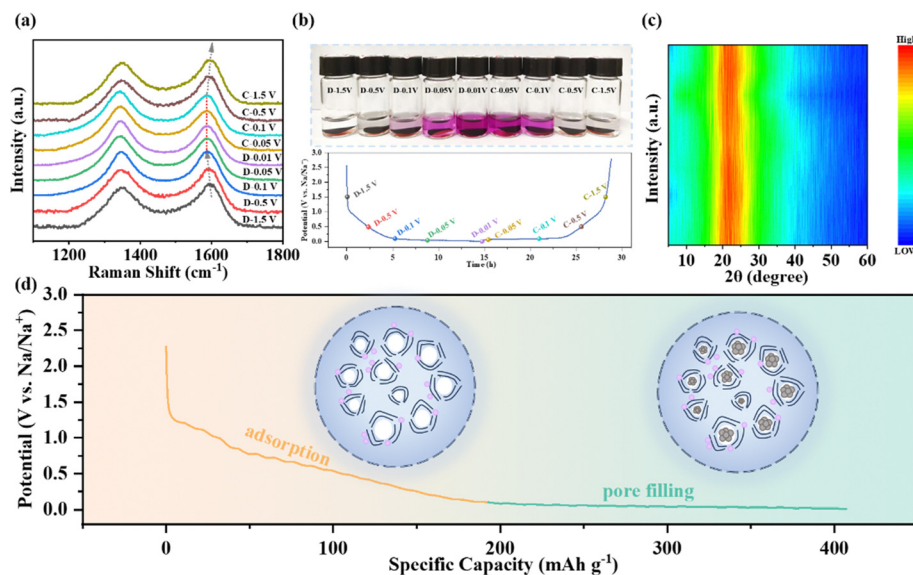 (a)
Intensity (a.u.)
C-1.5 V
C-0.5 V
C-0.1 V
C-0.05 V
D-0.01 V
D-0.05 V
D-0.1 V
D-0.5 V
D-1.5 V
1200 1400 1600 1800
Raman Shift (cm-1)
(b)
D-1.5V D-0.5V D-0.1V D-0.05V D-0.01V C-0.05V C-0.1V C-0.5V C-1.5V
Potential (V vs. Na/Na+)
3.0
2.5
2.0
1.5
1.0
0.5
0.0
D-1.5 V
D-0.5 V
D-0.1 V
D-0.05 V
D-0.01 V
C-0.05 V
C-0.1 V
C-0.5 V
C-1.5 V
0 5 10 15 20 25 30
Time (h)
(c)
Intensity (a.u.)
10 20 30 40 50 60
2θ (degree)
High
LOW
(d)
Potential (V vs. Na/Na+)
3.0
2.5
2.0
1.5
1.0
0.5
0.0
adsorption
pore filling
0 100 200 300 400
Specific Capacity (mAh g-1)